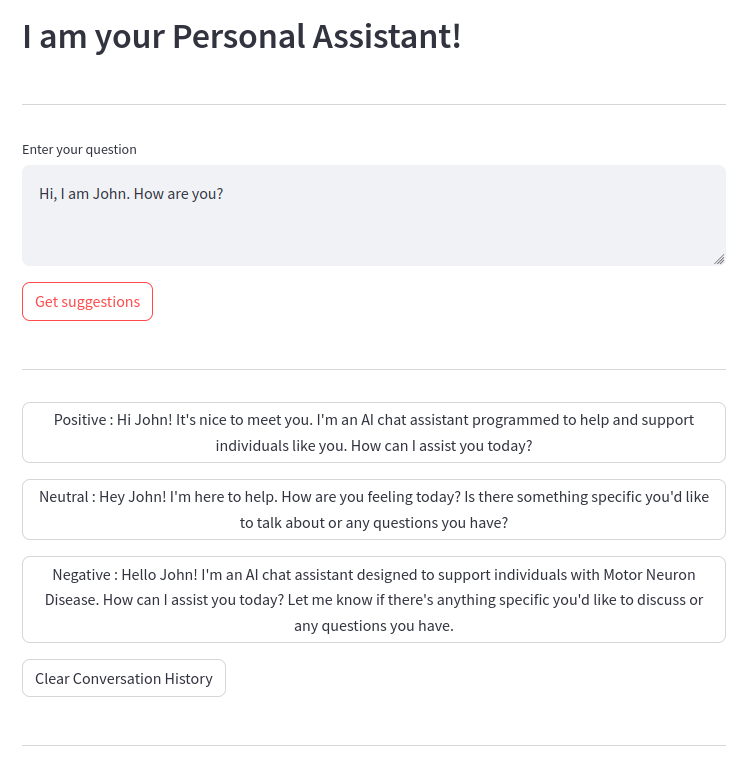 I am your Personal Assistant!
Enter your question
Hi, I am John. How are you?
Get suggestions
Positive : Hi John! It's nice to meet you. I'm an AI chat assistant programmed to help and support
individuals like you. How can I assist you today?
Neutral : Hey John! I'm here to help. How are you feeling today? Is there something specific you'd like
to talk about or any questions you have?
Negative : Hello John! I'm an AI chat assistant designed to support individuals with Motor Neuron
Disease. How can I assist you today? Let me know if there's anything specific you'd like to discuss or
any questions you have.
Clear Conversation History